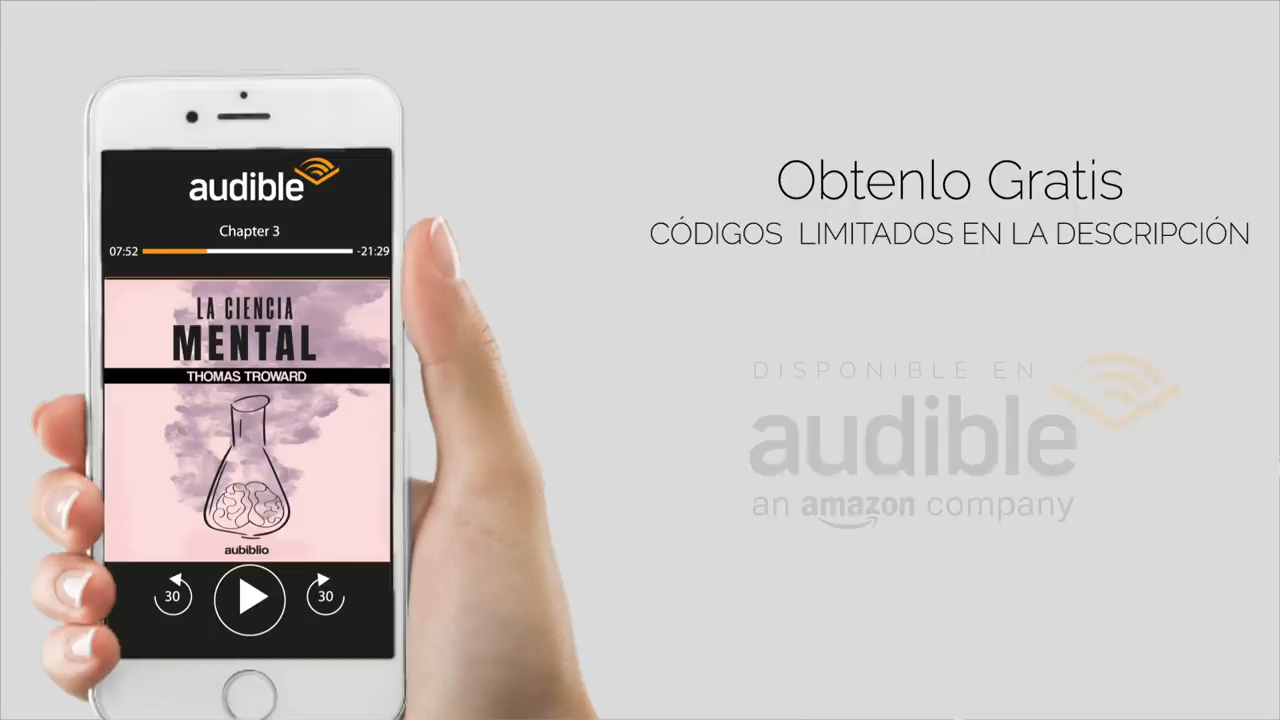 audible
Chapter 3
07:52
-21:29
LA CIENCIA
MENTAL
THOMAS TROWARD
aubiblio
30
30
Obtenlo Gratis
CÓDIGOS LIMITADOS EN LA DESCRIPCIÓN
DISPONIBLE EN
audible
an amazon company